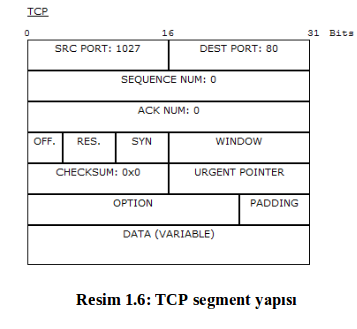 TCP
0 16 31 Bits
SRC PORT: 1027 DEST PORT: 80
SEQUENCE NUM: 0
ACK NUM: 0
OFF. RES. SYN WINDOW
CHECKSUM: 0x0 URGENT POINTER
OPTION PADDING
DATA (VARIABLE)
Resim 1.6: TCP segment yapısı